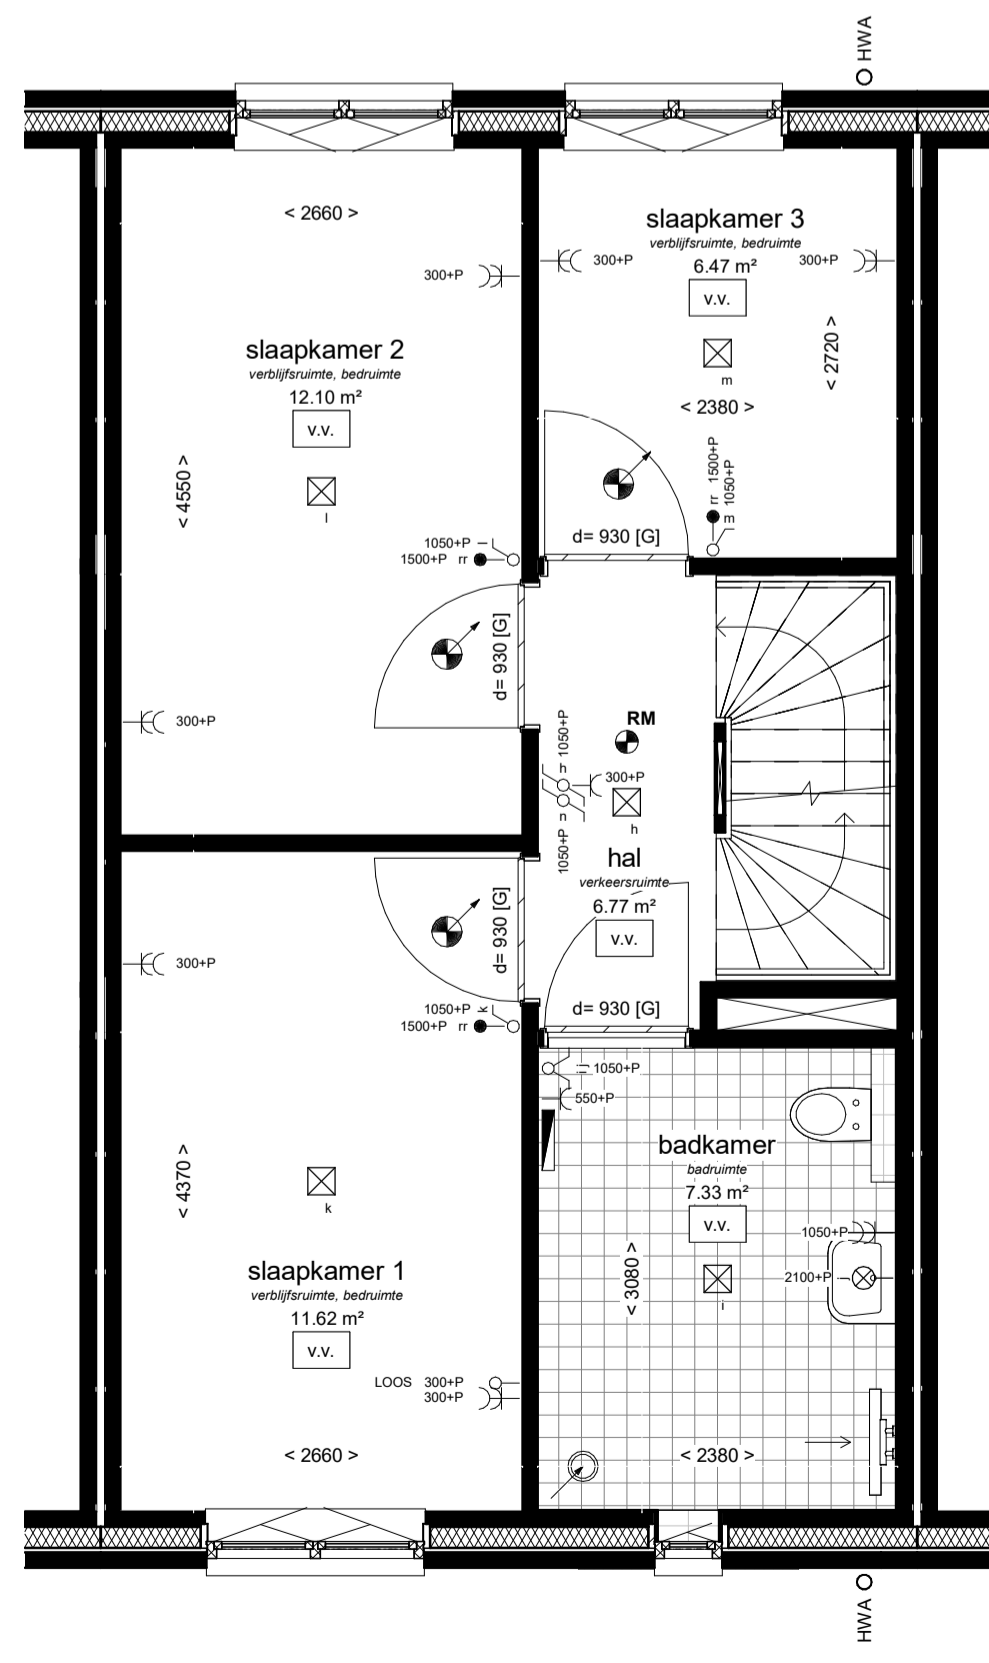 HWA
< 2660 >
300+P
slaapkamer 2
verblijfsruimte, bedruimte
12.10 m²
v.v.
l
< 4550 >
1050+P l
1500+P rr
d= 930 [G]
300+P
slaapkamer 3
verblijfsruimte, bedruimte
300+P
6.47 m²
300+P
v.v.
m
< 2720 >
< 2380 >
rr 1500+P
m 1050+P
d= 930 [G]
RM
h 1050+P
300+P
h
n
1050+P
hal
verkeersruimte
6.77 m²
v.v.
d= 930 [G]
d= 930 [G]
300+P
1050+P k
1500+P rr
< 4370 >
k
slaapkamer 1
verblijfsruimte, bedruimte
11.62 m²
v.v.
LOOS 300+P
300+P
< 2660 >
1050+P
550+P
badkamer
badruimte
7.33 m²
v.v.
i
< 3080 >
1050+P
2100+P j
< 2380 >
HWA